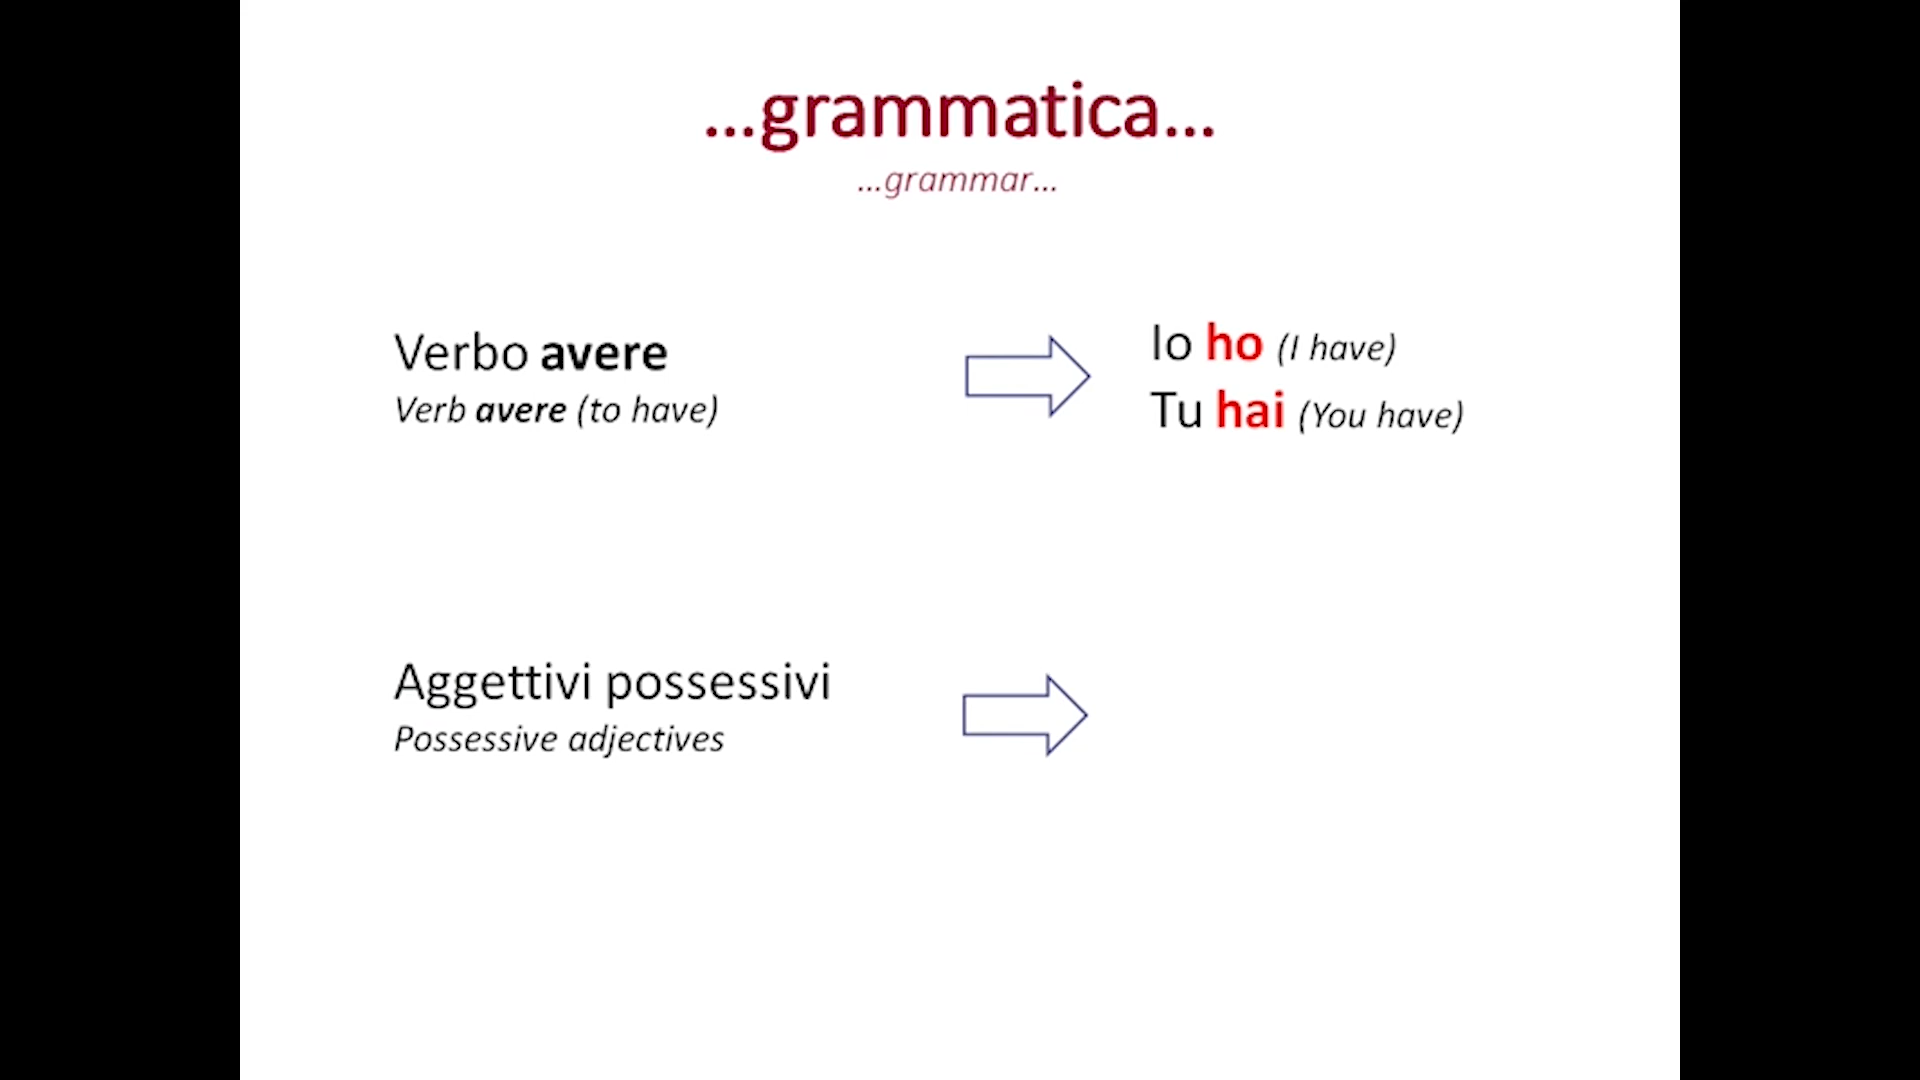 ...grammatica...
...grammar...
Verbo avere
Verb avere (to have)
Io ho (I have)
Tu hai (You have)
Aggettivi possessivi
Possessive adjectives